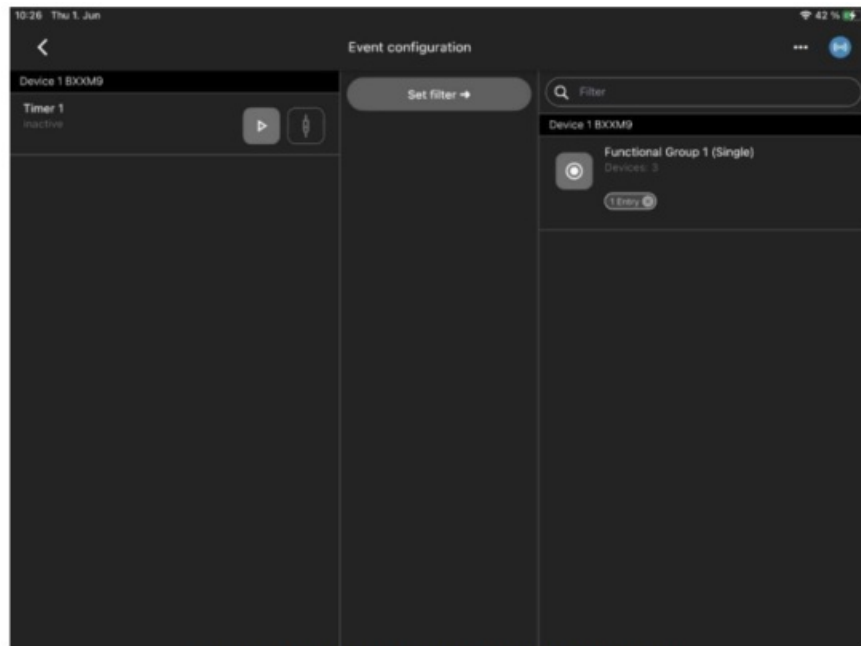 10:26 Thu 1. Jun
42 %
Event configuration
Device 1 BXXM9
Timer 1
inactive
Set filter ➔
Filter
Device 1 BXXM9
Functional Group 1 (Single)
Devices: 3
1 Entry